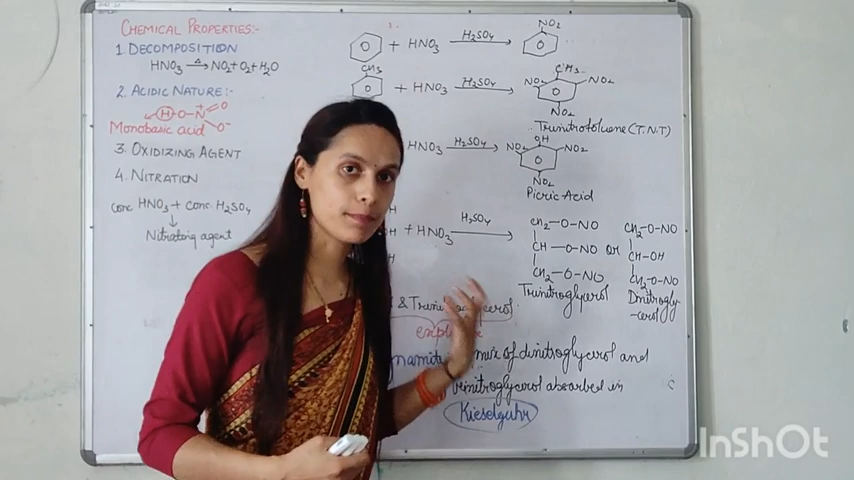 CHEMICAL PROPERTIES:-
1. DECOMPOSITION
HNO3 —Δ→ NO2 + O2 + H2O
2. ACIDIC NATURE:-
H-O-N+ O O-
Monobasic acid
3. OXIDIZING AGENT
4. NITRATION
conc HNO3 + conc. H2SO4
↓
Nitrating agent
+ HNO3 —H2SO4→ NO2
CH3 + HNO3 —H2SO4→ CH3 NO2 NO2 NO2
Trinitrotoluene (T.N.T)
HNO3 —H2SO4→ OH NO2 NO2 NO2
Picric Acid
+ HNO3 —H2SO4→
CH2-O-NO
CH-O-NO
CH2-O-NO
Trinitroglyerol
or
CH2-O-NO
CH-OH
CH2-O-NO
Dinitrogly
-cerol
mix of dinitroglycerol and
trinitroglycerol absorbed in
Kieselguhr
InShOt